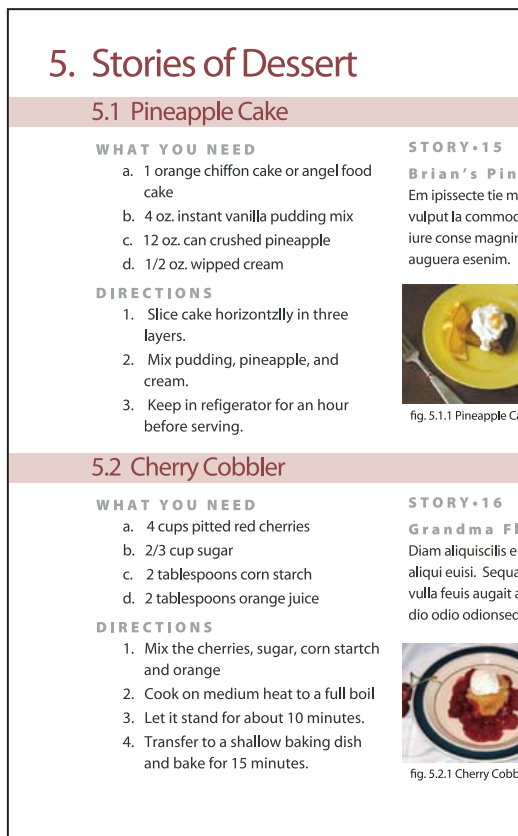 5. Stories of Dessert
5.1 Pineapple Cake
WHAT YOU NEED
a. 1 orange chiffon cake or angel food
cake
b. 4 oz. instant vanilla pudding mix
c. 12 oz. can crushed pineapple
d. 1/2 oz. wipped cream
DIRECTIONS
1. Slice cake horizontzlly in three
layers.
2. Mix pudding, pineapple, and
cream.
3. Keep in refigerator for an hour
before serving.
STORY•15
Brian's Pin
Em ipissecte tie m
vulput la commod
iure conse magnin
auguera esenim.
fig. 5.1.1 Pineapple Ca
5.2 Cherry Cobbler
WHAT YOU NEED
a. 4 cups pitted red cherries
b. 2/3 cup sugar
c. 2 tablespoons corn starch
d. 2 tablespoons orange juice
DIRECTIONS
1. Mix the cherries, sugar, corn startch
and orange
2. Cook on medium heat to a full boil
3. Let it stand for about 10 minutes.
4. Transfer to a shallow baking dish
and bake for 15 minutes.
STORY•16
Grandma Fl
Diam aliquiscilis e
aliqui euisi. Sequa
vulla feuis augait a
dio odio odionsed
fig. 5.2.1 Cherry Cobb